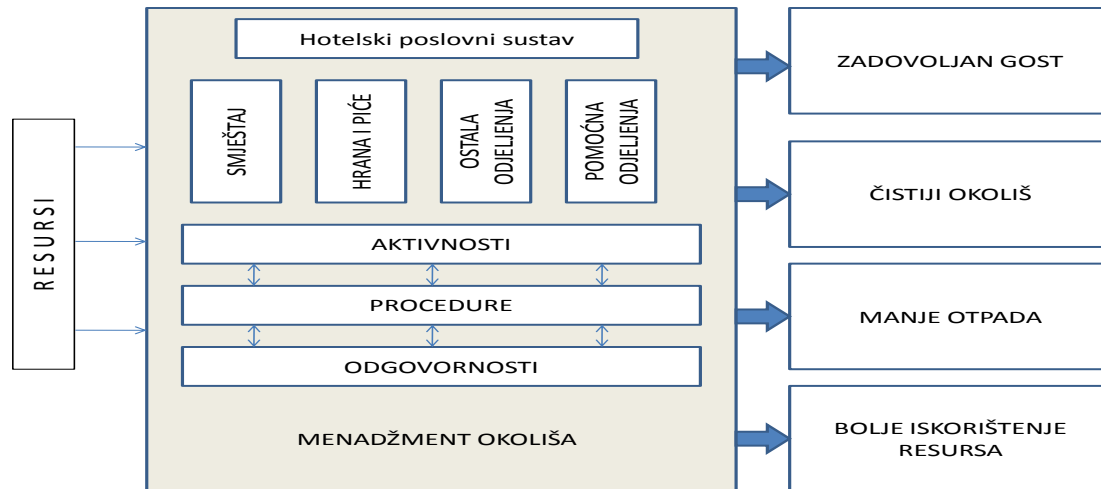 RESURSI
Hotelski poslovni sustav
SMJEŠTAJ
HRANA I PIĆE
OSTALA
ODJELJENJA
POMOĆNA
ODJELJENJA
AKTIVNOSTI
PROCEDURE
ODGOVORNOSTI
MENADŽMENT OKOLIŠA
ZADOVOLJAN GOST
ČISTIJI OKOLIŠ
MANJE OTPADA
BOLJE ISKORIŠTENJE
RESURSA